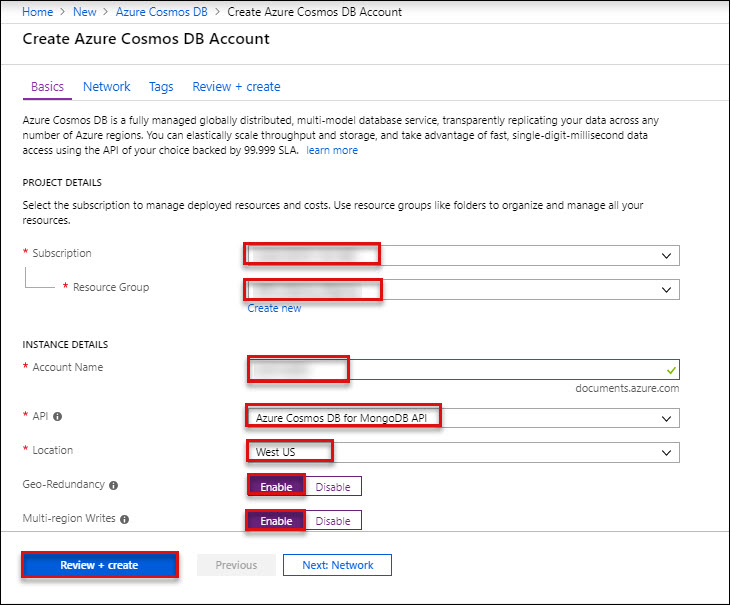 Home > New > Azure Cosmos DB > Create Azure Cosmos DB Account
Create Azure Cosmos DB Account
Basics Network Tags Review + create
Azure Cosmos DB is a fully managed globally distributed, multi-model database service, transparently replicating your data across any
number of Azure regions. You can elastically scale throughput and storage, and take advantage of fast, single-digit-millisecond data
access using the API of your choice backed by 99.999 SLA. learn more
PROJECT DETAILS
Select the subscription to manage deployed resources and costs. Use resource groups like folders to organize and manage all your
resources.
* Subscription
* Resource Group
Create new
INSTANCE DETAILS
* Account Name
documents.azure.com
* API Azure Cosmos DB for MongoDB API
* Location West US
Geo-Redundancy Enable Disable
Multi-region Writes Enable Disable
Review + create Previous Next: Network